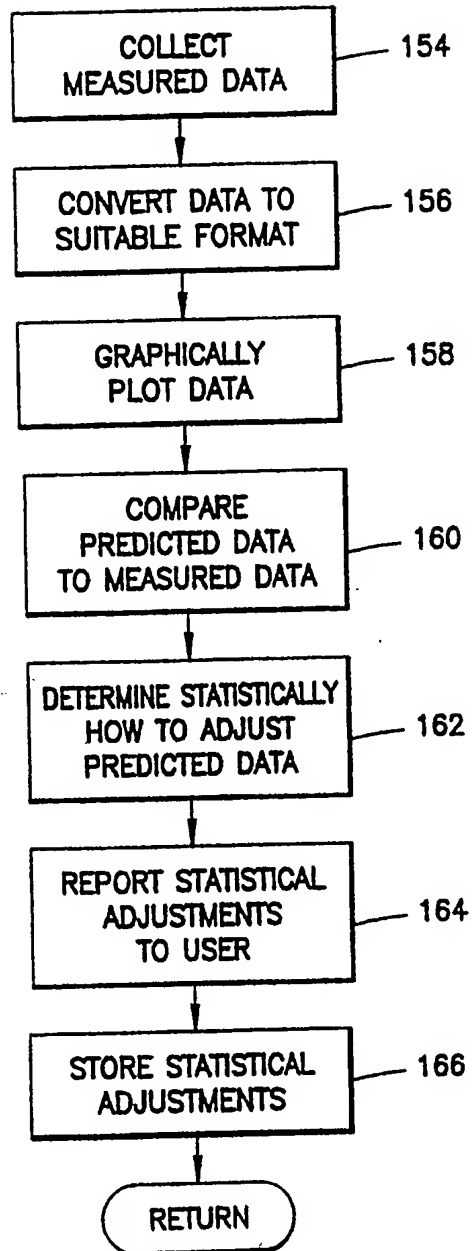 COLLECT
MEASURED DATA
154
CONVERT DATA TO
SUITABLE FORMAT
156
GRAPHICALLY
PLOT DATA
158
COMPARE
PREDICTED DATA
TO MEASURED DATA
160
DETERMINE STATISTICALLY
HOW TO ADJUST
PREDICTED DATA
162
REPORT STATISTICAL
ADJUSTMENTS
TO USER
164
STORE STATISTICAL
ADJUSTMENTS
166
RETURN